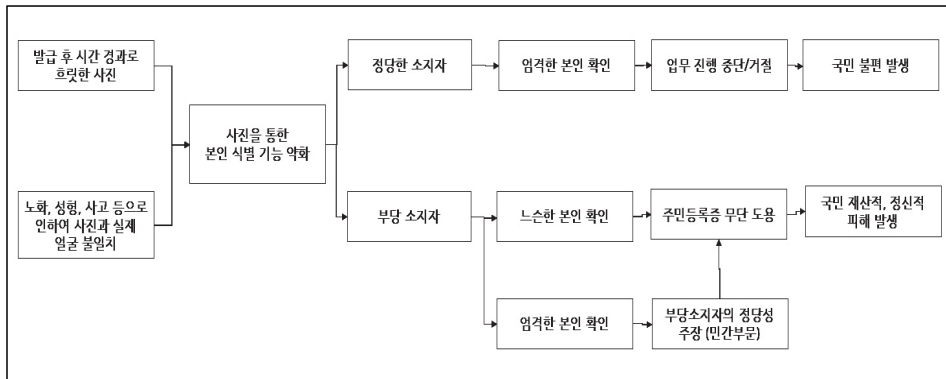 발급 후 시간 경과로
흐릿한 사진
노화, 성형, 사고 등으로
인하여 사진과 실제
얼굴 불일치
사진을 통한
본인 식별 기능 약화
정당한 소지자
엄격한 본인 확인
업무 진행 중단/거절
국민 불편 발생
부당 소지자
느슨한 본인 확인
주민등록증 무단 도용
국민 재산적, 정신적
피해 발생
엄격한 본인 확인
부당소지자의 정당성
주장 (민간부문)